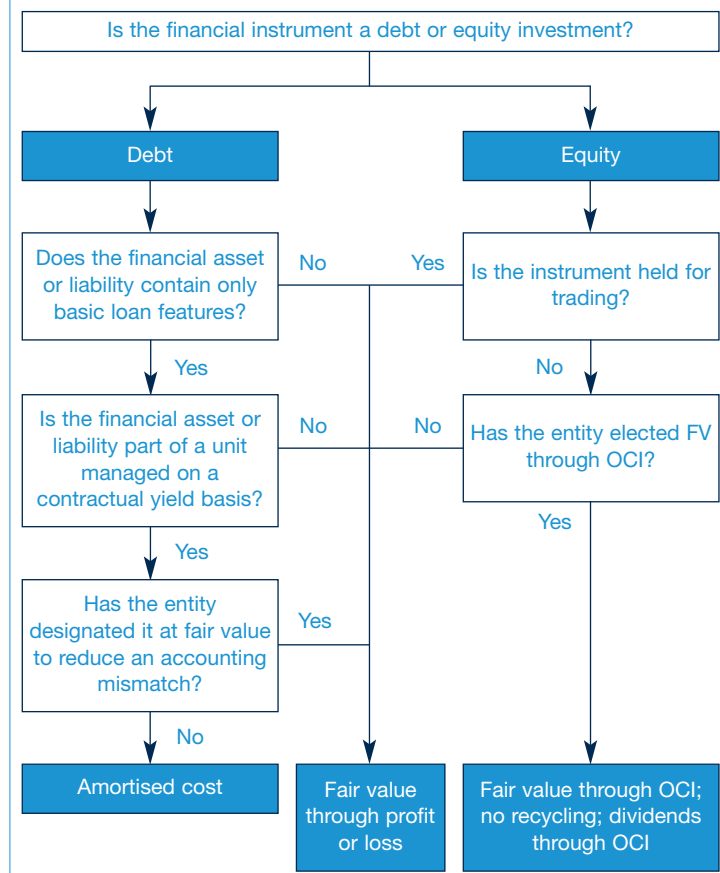 Is the financial instrument a debt or equity investment?
Debt
Equity
Does the financial asset
or liability contain only
basic loan features?
No
Yes
Is the instrument held for
trading?
Yes
No
Is the financial asset or
liability part of a unit
managed on a
contractual yield basis?
No
No
Has the entity elected FV
through OCI?
Yes
Yes
Has the entity
designated it at fair value
to reduce an accounting
mismatch?
Yes
No
Amortised cost
Fair value
through profit
or loss
Fair value through OCI;
no recycling; dividends
through OCI